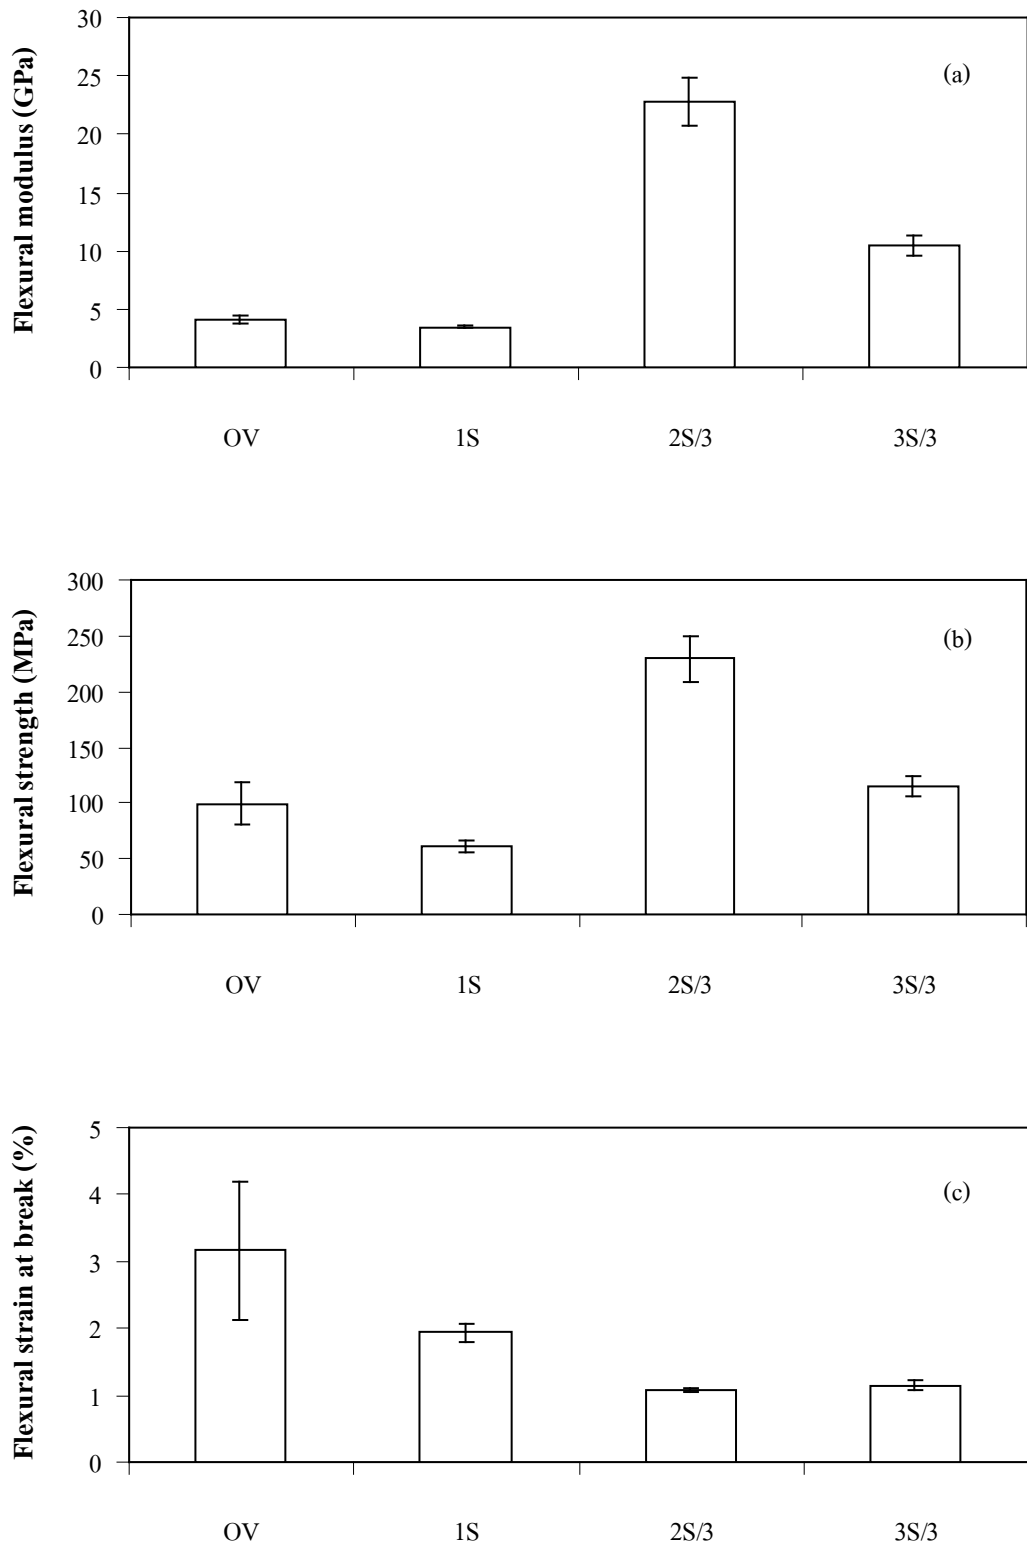 Flexural modulus (GPa)
30
25
20
15
10
5
0
(a)
OV 1S 2S/3 3S/3
Flexural strength (MPa)
300
250
200
150
100
50
0
(b)
OV 1S 2S/3 3S/3
Flexural strain at break (%)
5
4
3
2
1
0
(c)
OV 1S 2S/3 3S/3